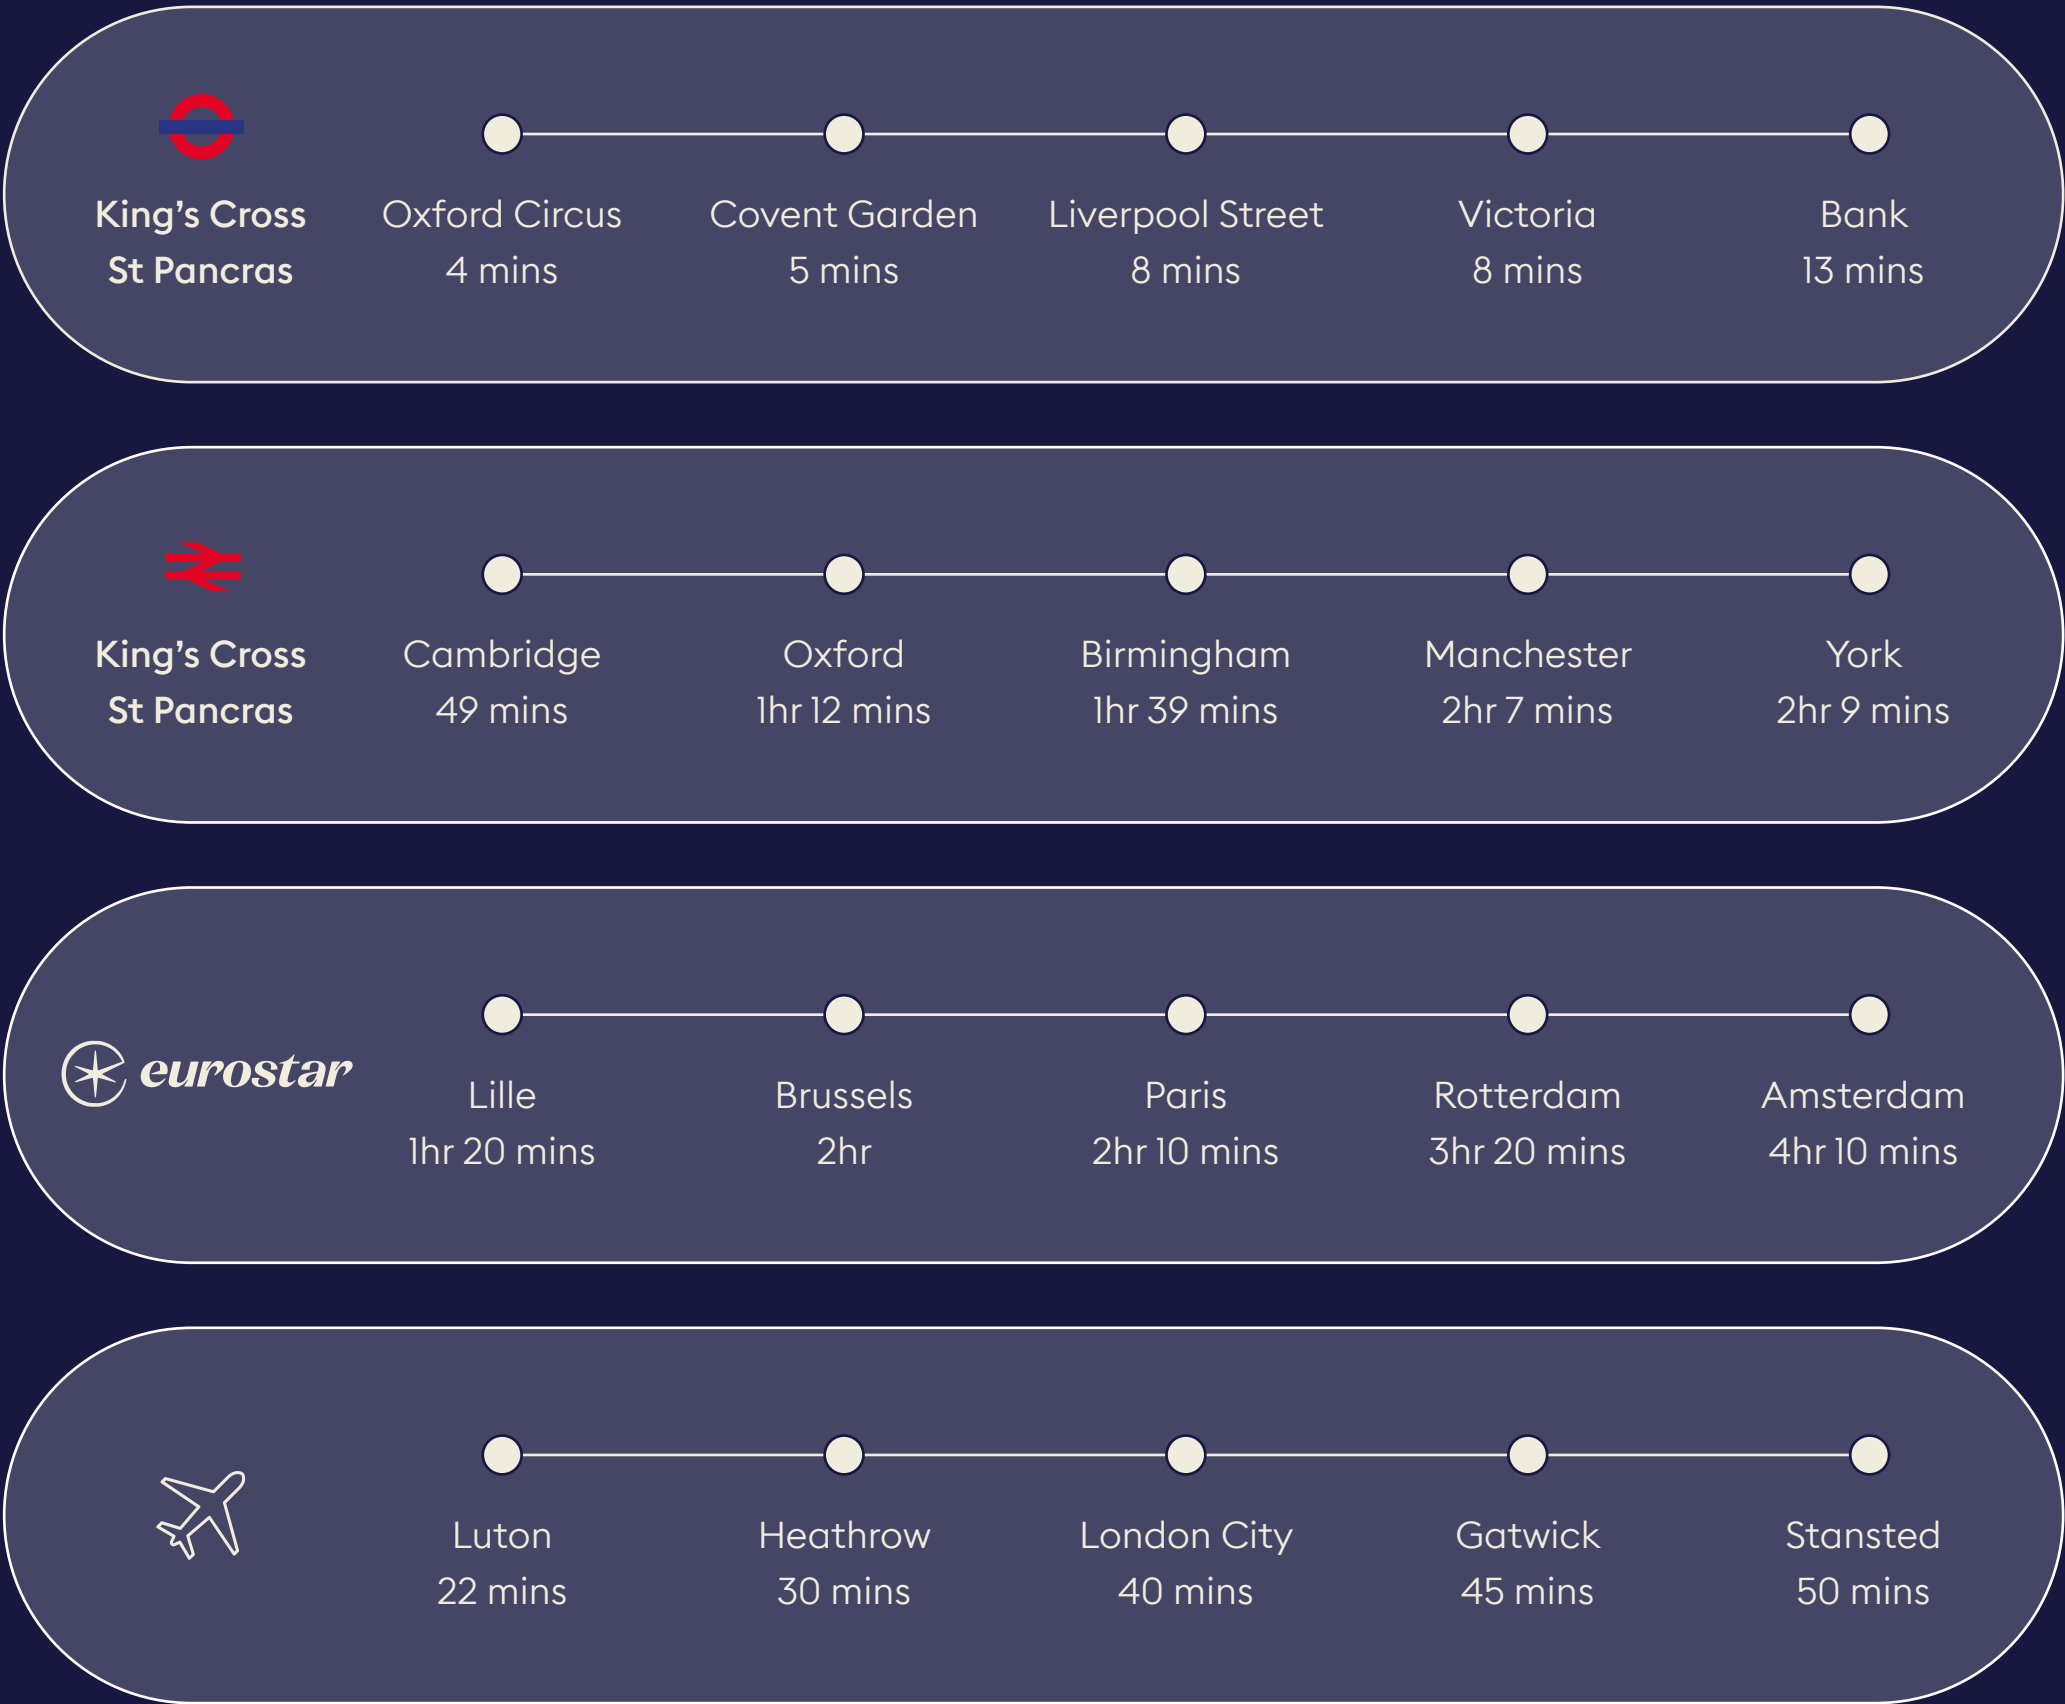 King’s Cross
St Pancras
Oxford Circus
4 mins
Covent Garden
5 mins
Liverpool Street
8 mins
Victoria
8 mins
Bank
13 mins
King’s Cross
St Pancras
Cambridge
49 mins
Oxford
1hr 12 mins
Birmingham
1hr 39 mins
Manchester
2hr 7 mins
York
2hr 9 mins
eurostar
Lille
1hr 20 mins
Brussels
2hr
Paris
2hr 10 mins
Rotterdam
3hr 20 mins
Amsterdam
4hr 10 mins
Luton
22 mins
Heathrow
30 mins
London City
40 mins
Gatwick
45 mins
Stansted
50 mins